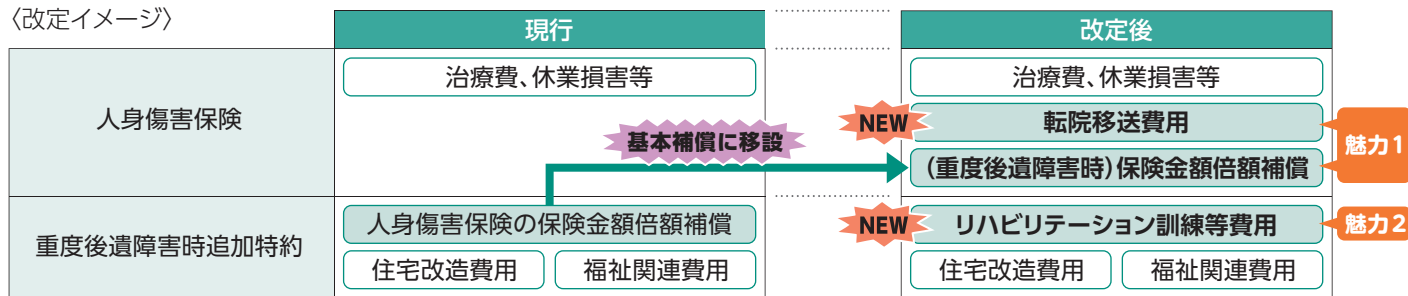 〈改定イメージ〉
現行
改定後
人身傷害保険
治療費、休業損害等
治療費、休業損害等
NEW
転院移送費用
魅力1
基本補償に移設
(重度後遺障害時)保険金額倍額補償
重度後遺障害時追加特約
人身傷害保険の保険金額倍額補償
NEW
リハビリテーション訓練等費用
魅力2
住宅改造費用
福祉関連費用
住宅改造費用
福祉関連費用